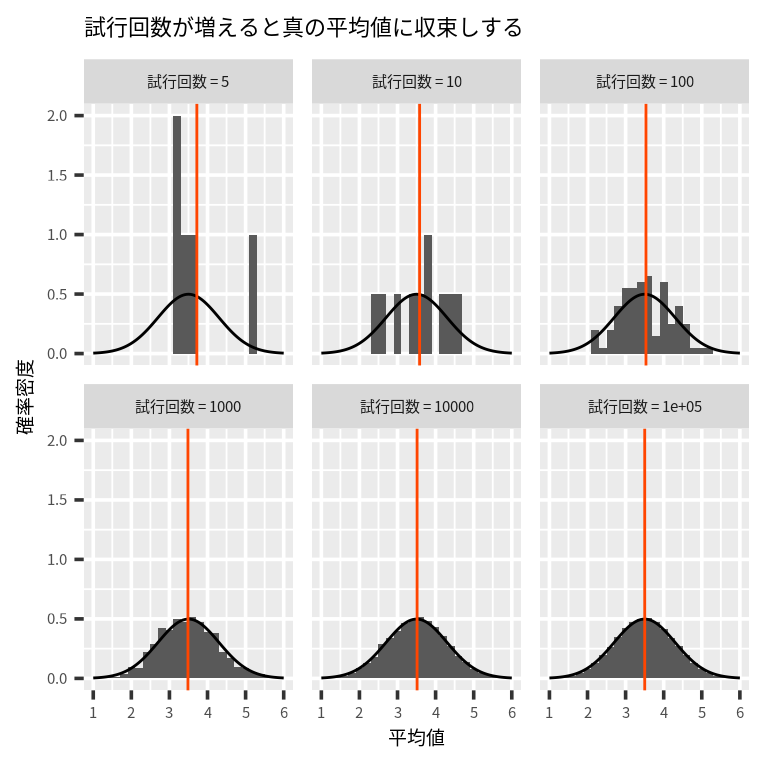 試行回数が増えると真の平均値に収束しする
試行回数 = 5
試行回数 = 10
試行回数 = 100
2.0
1.5
1.0
0.5
0.0
試行回数 = 1000
試行回数 = 10000
試行回数 = 1e+05
2.0
1.5
1.0
0.5
0.0
1 2 3 4 5 6
1 2 3 4 5 6
1 2 3 4 5 6
平均値
確率密度